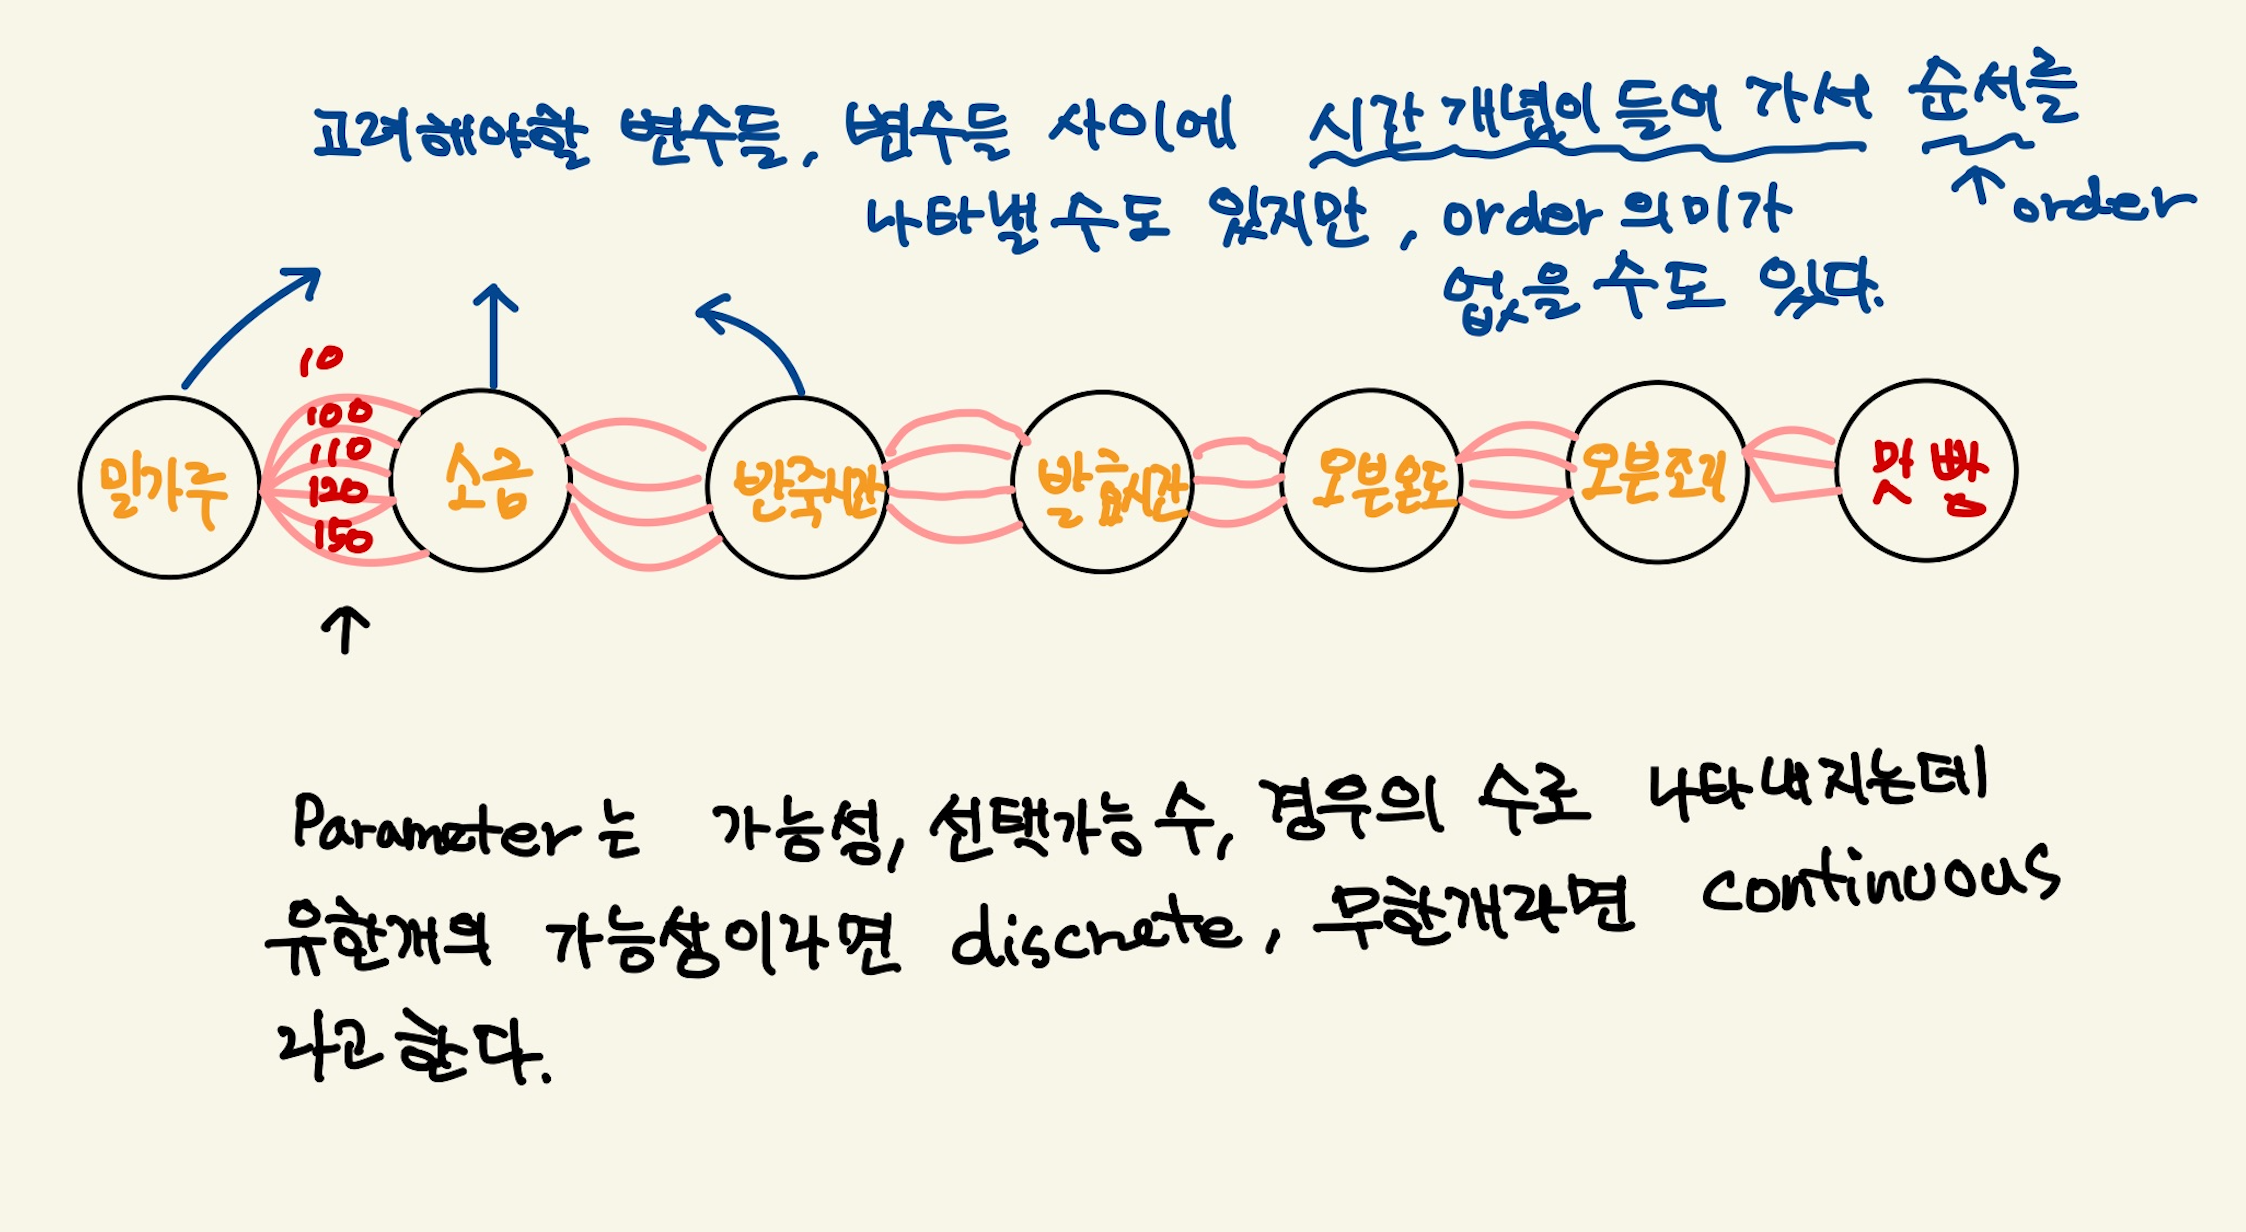 고려해야할 변수들, 변수들 사이에 시간 개념이 들어 가서 순서를
나타낼 수도 있지만, order 의미가
↑ order
없을 수도 있다.
10
100
110
120
150
밀가루
소금
반죽시간
발효시간
오븐온도
오븐조리
맛 빵
Parameter는 가능성, 선택가능 수, 경우의 수로 나타내지는데
유한개의 가능성이라면 discrete, 무한개라면 continuous
라고 한다.